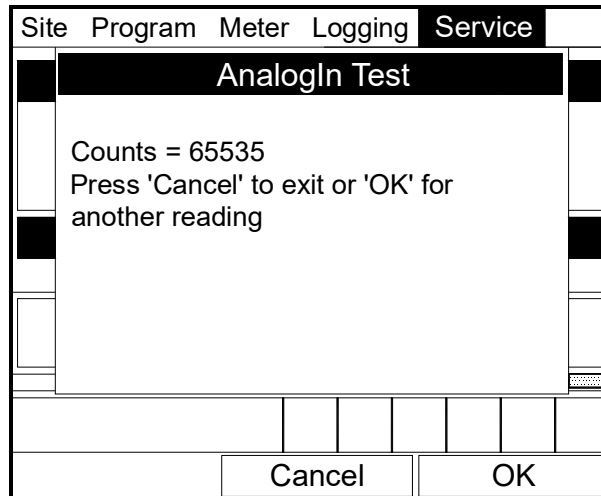 Site Program Meter Logging Service
AnalogIn Test
Counts = 65535
Press 'Cancel' to exit or 'OK' for
another reading
Cancel OK